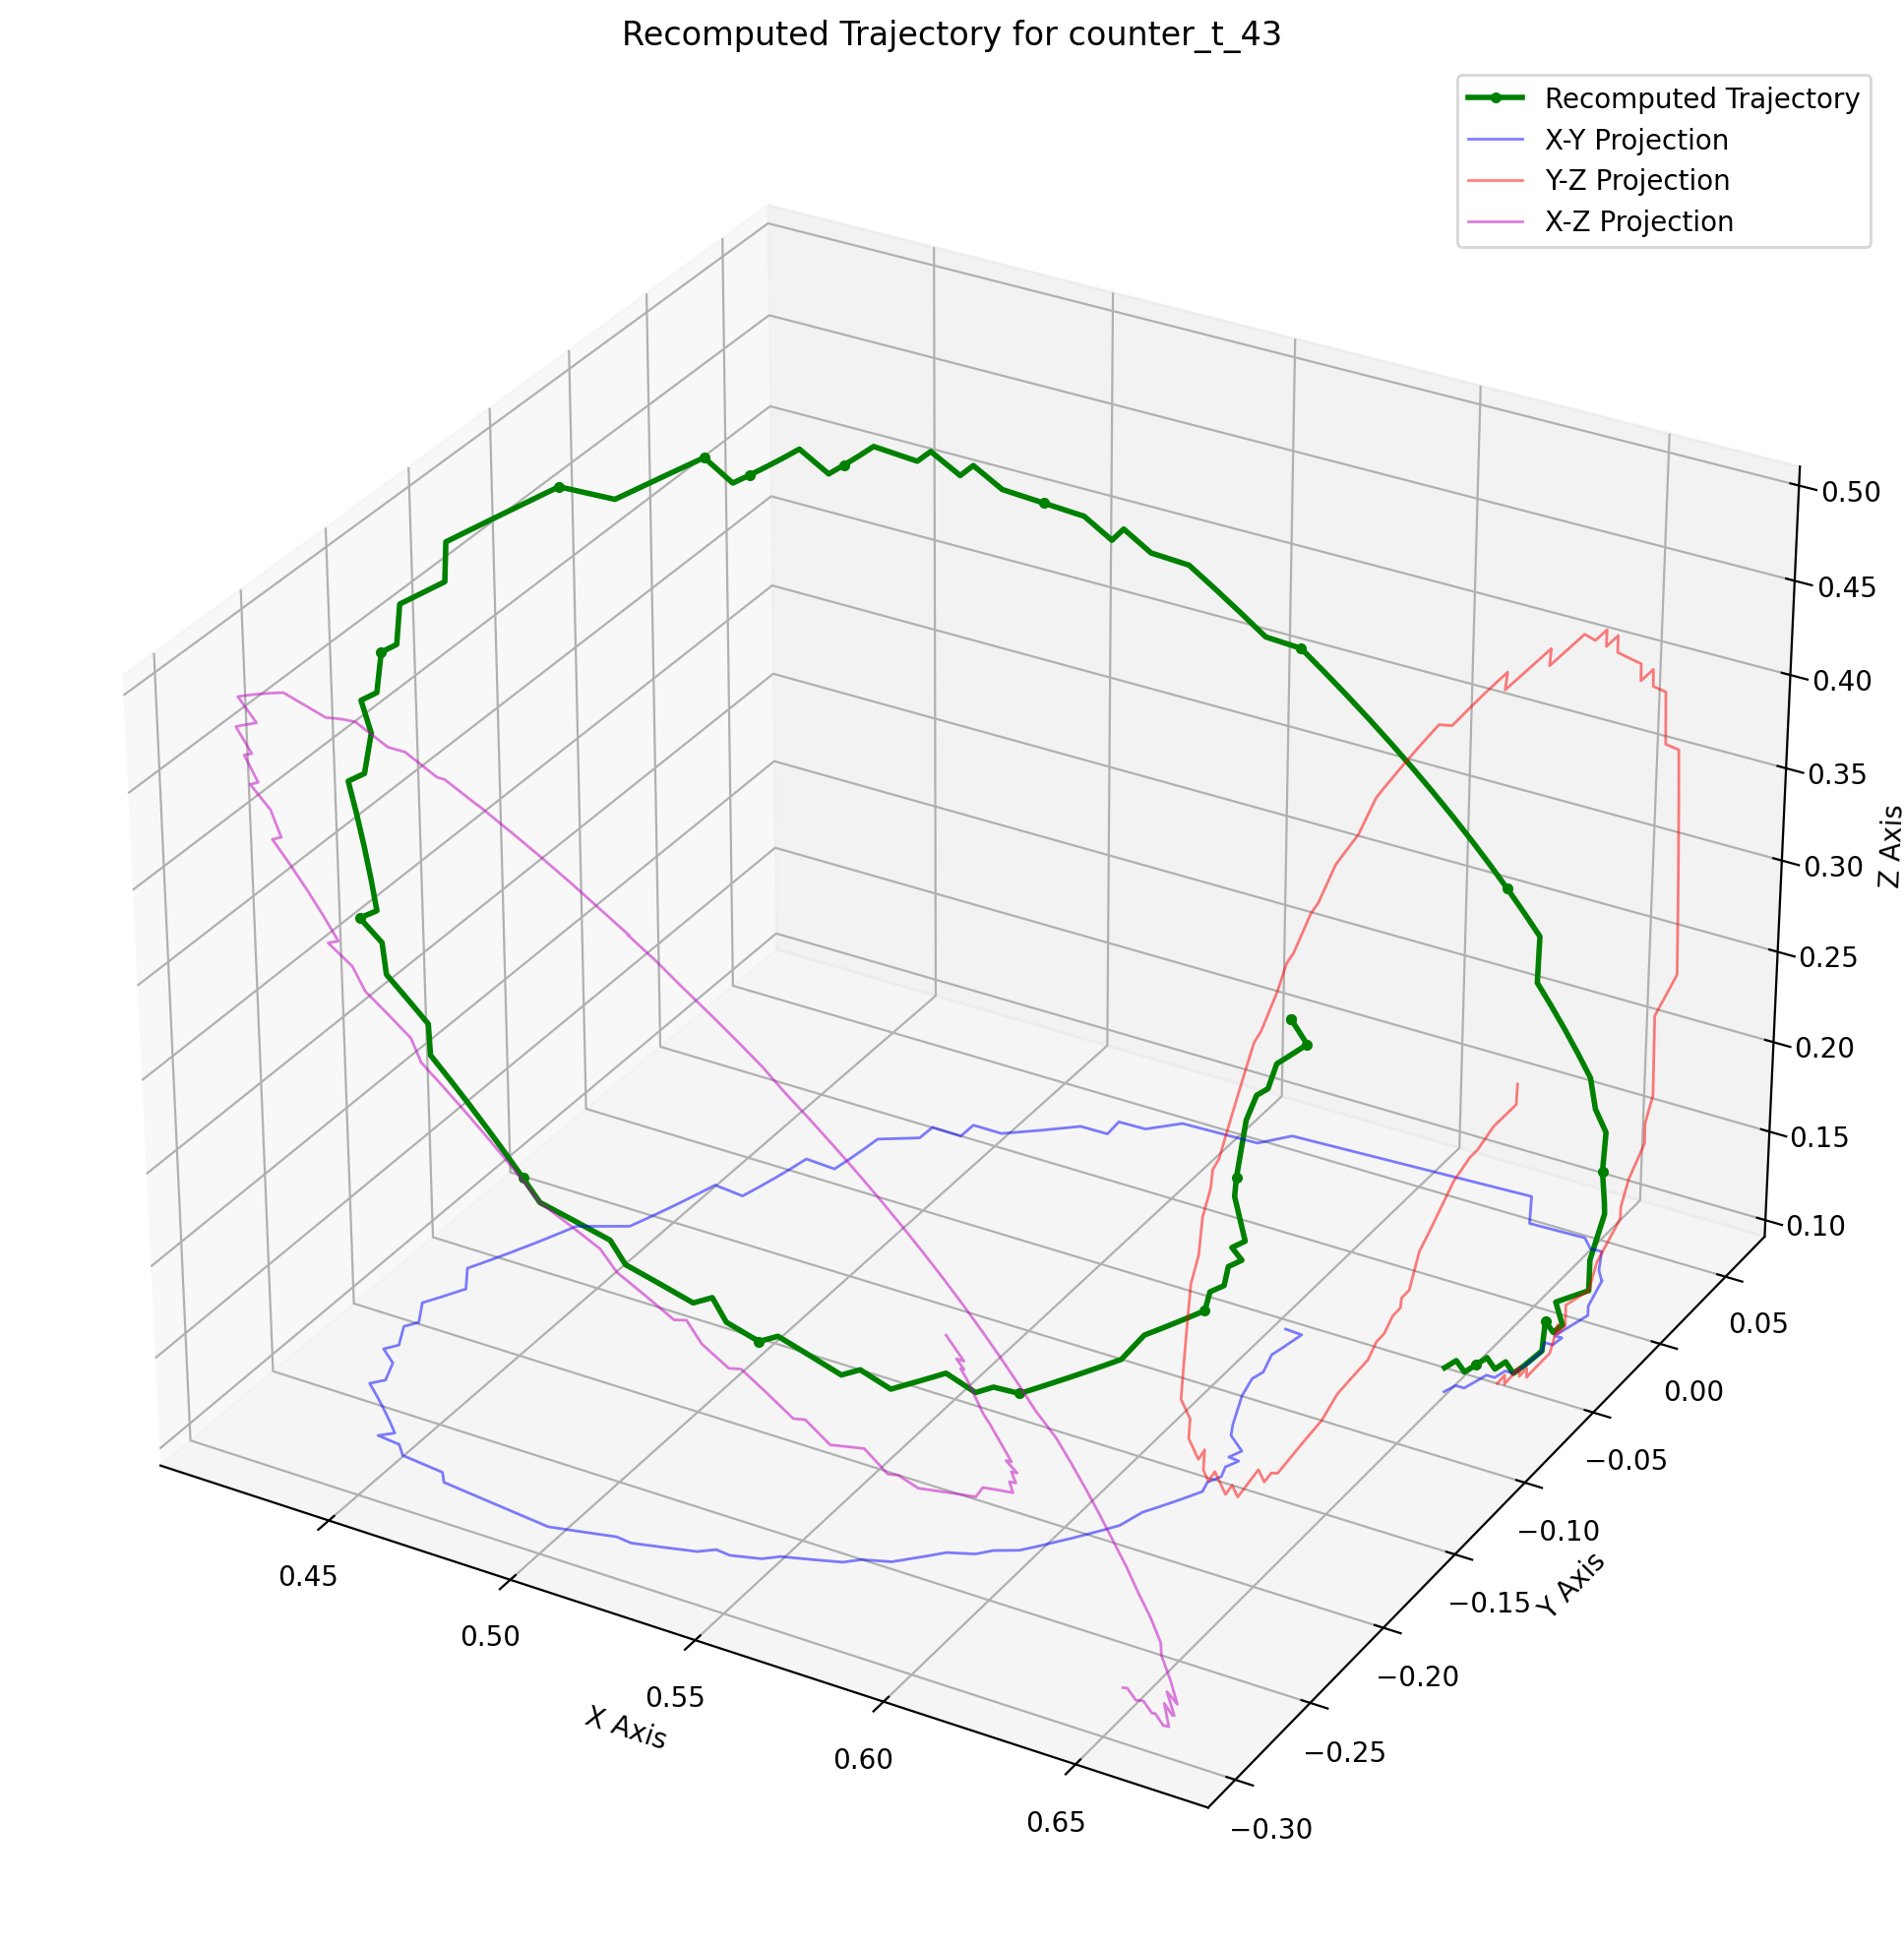 Recomputed Trajectory for counter_t_43
Recomputed Trajectory
X-Y Projection
Y-Z Projection
X-Z Projection
0.50
0.45
0.40
0.35
0.30
0.25
0.20
0.15
0.10
Z Axis
0.05
0.00
−0.05
−0.10
−0.15
−0.20
−0.25
−0.30
Y Axis
0.45
0.50
0.55
0.60
0.65
X Axis